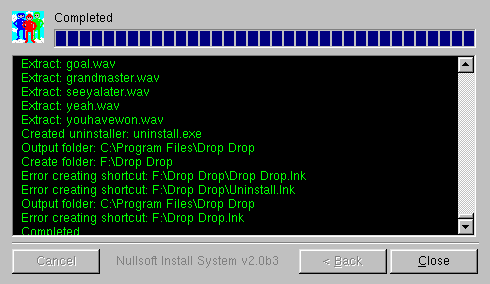 Completed
Extract: goal.wav
Extract: grandmaster.wav
Extract: seeyalater.wav
Extract: yeah.wav
Extract: youhavewon.wav
Created uninstaller: uninstall.exe
Output folder: C:\Program Files\Drop Drop
Create folder: F:\Drop Drop
Error creating shortcut: F:\Drop Drop\Drop Drop.lnk
Error creating shortcut: F:\Drop Drop\Uninstall.lnk
Output folder: C:\Program Files\Drop Drop
Error creating shortcut: F:\Drop Drop.lnk
Completed
Cancel Nullsoft Install System v2.0b3 < Back Close